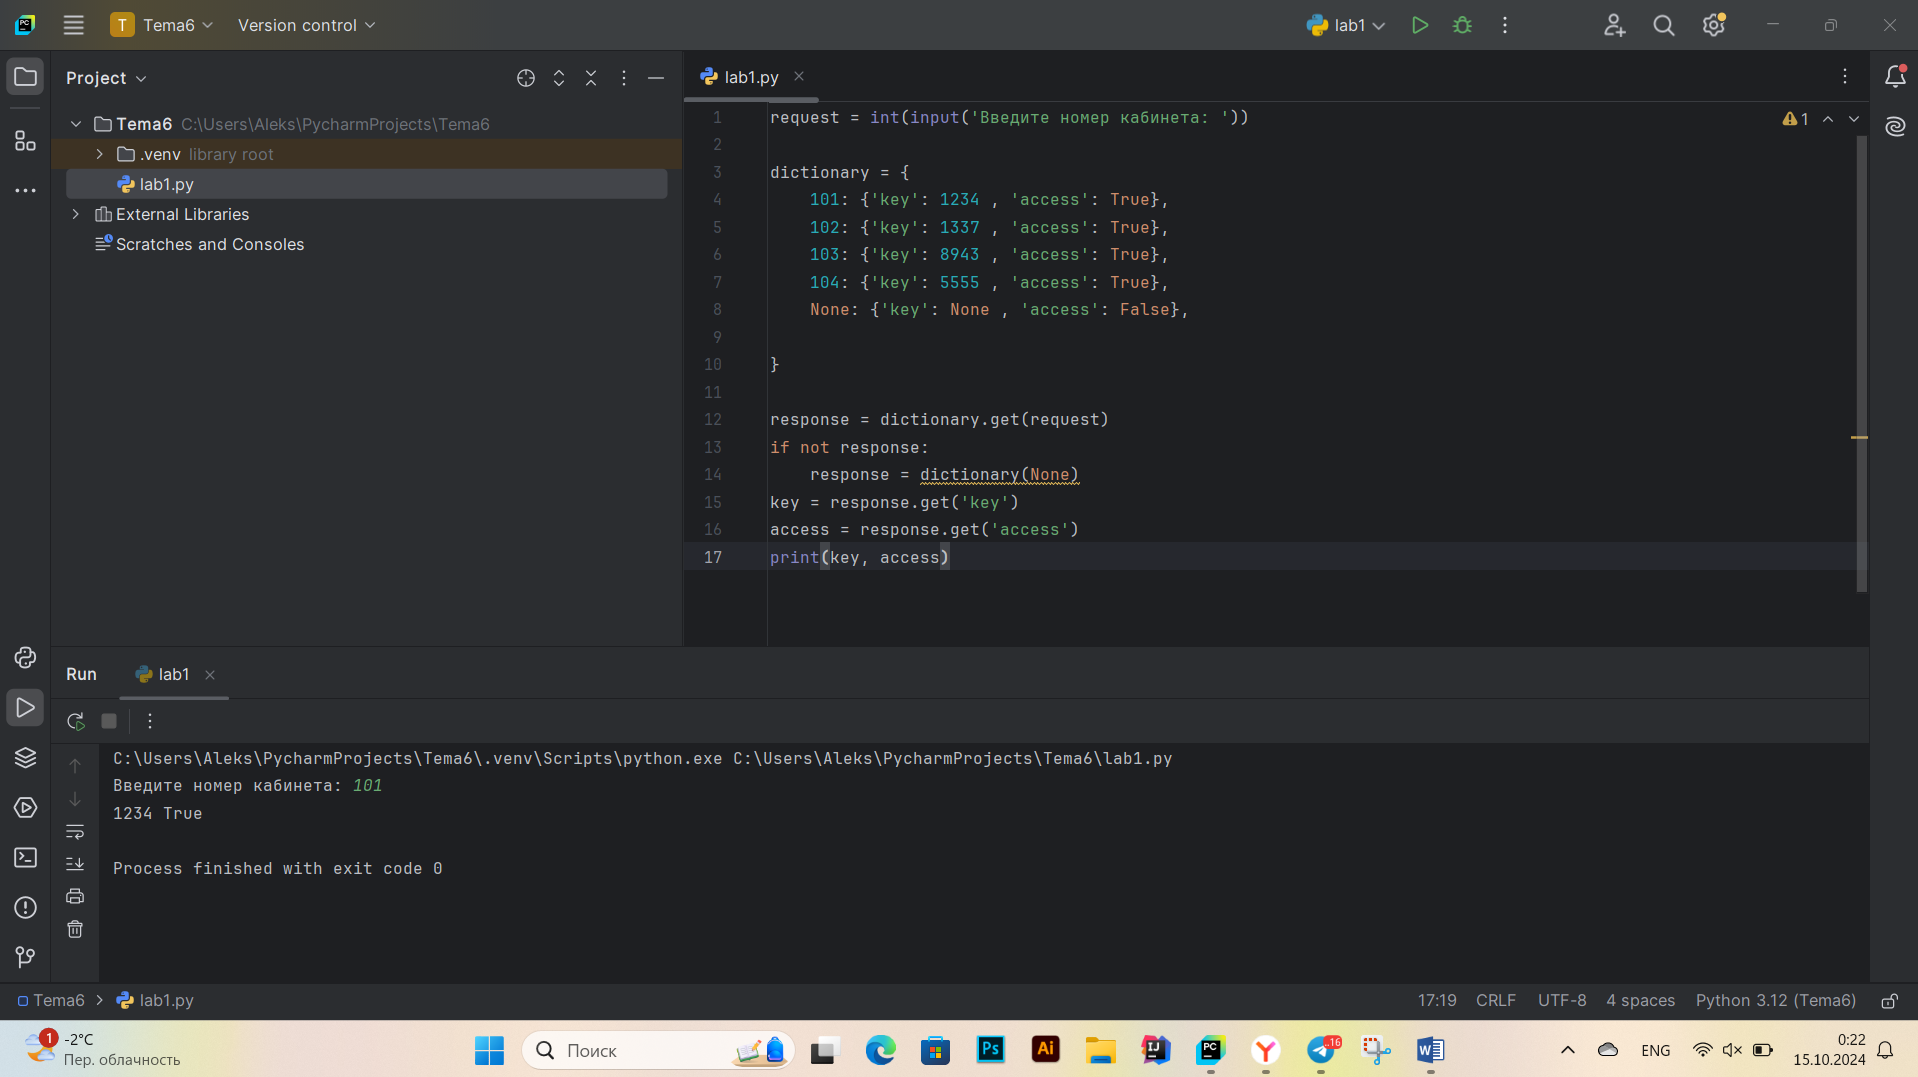 T Tema6 Version control lab1
Project
lab1.py
Tema6 C:\Users\Aleks\PycharmProjects\Tema6
.venv library root
lab1.py
External Libraries
Scratches and Consoles
1 request = int(input('Введите номер кабинета: '))
2
3 dictionary = {
4     101: {'key': 1234 , 'access': True},
5     102: {'key': 1337 , 'access': True},
6     103: {'key': 8943 , 'access': True},
7     104: {'key': 5555 , 'access': True},
8     None: {'key': None , 'access': False},
9
10 }
11
12 response = dictionary.get(request)
13 if not response:
14     response = dictionary(None)
15 key = response.get('key')
16 access = response.get('access')
17 print(key, access)
1
Run lab1
C:\Users\Aleks\PycharmProjects\Tema6\.venv\Scripts\python.exe C:\Users\Aleks\PycharmProjects\Tema6\lab1.py
Введите номер кабинета: 101
1234 True
Process finished with exit code 0
Tema6 > lab1.py 17:19 CRLF UTF-8 4 spaces Python 3.12 (Tema6)
1 -2°C
Пер. облачность
Поиск
Ps Ai IJ PC 16 W
ENG
0:22
15.10.2024